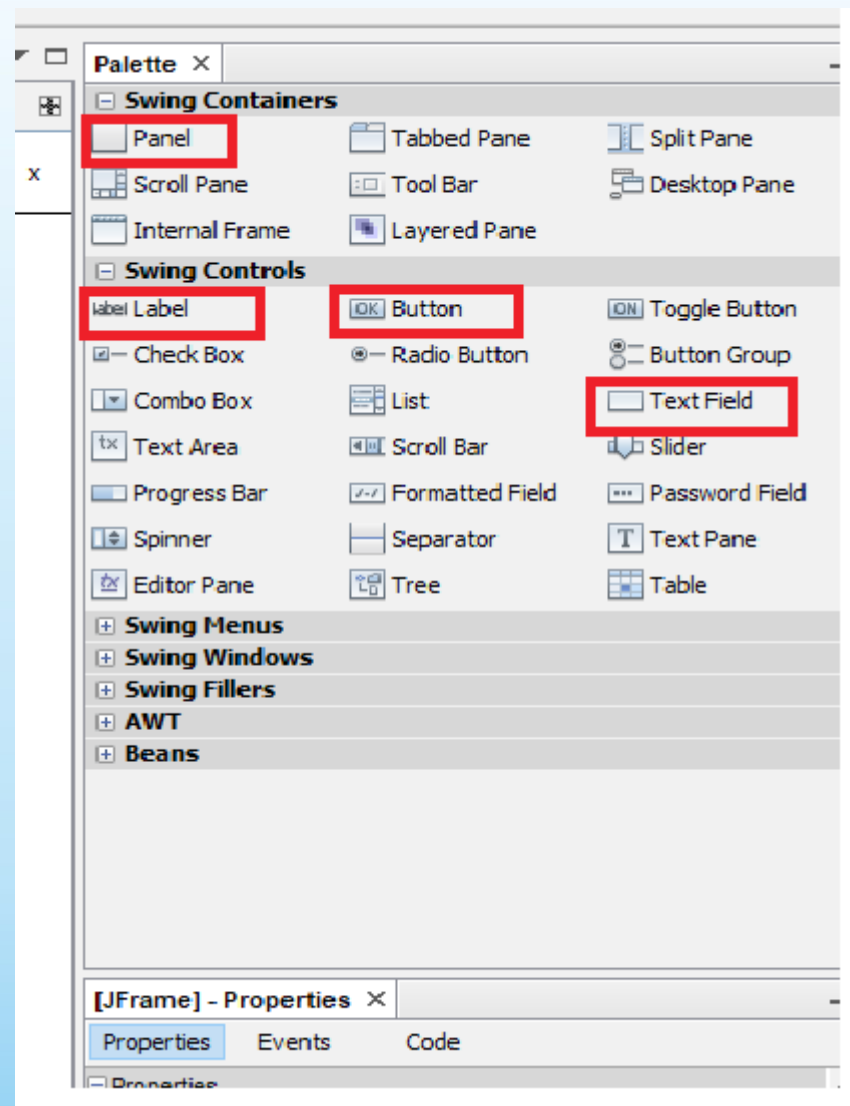 Palette
Swing Containers
Panel Tabbed Pane Split Pane
Scroll Pane Tool Bar Desktop Pane
Internal Frame Layered Pane
Swing Controls
label Label OK Button ON Toggle Button
Check Box Radio Button Button Group
Combo Box List Text Field
tx Text Area Scroll Bar Slider
Progress Bar Formatted Field Password Field
Spinner Separator T Text Pane
tx Editor Pane Tree Table
Swing Menus
Swing Windows
Swing Fillers
AWT
Beans
[JFrame] - Properties
Properties Events Code
Properties